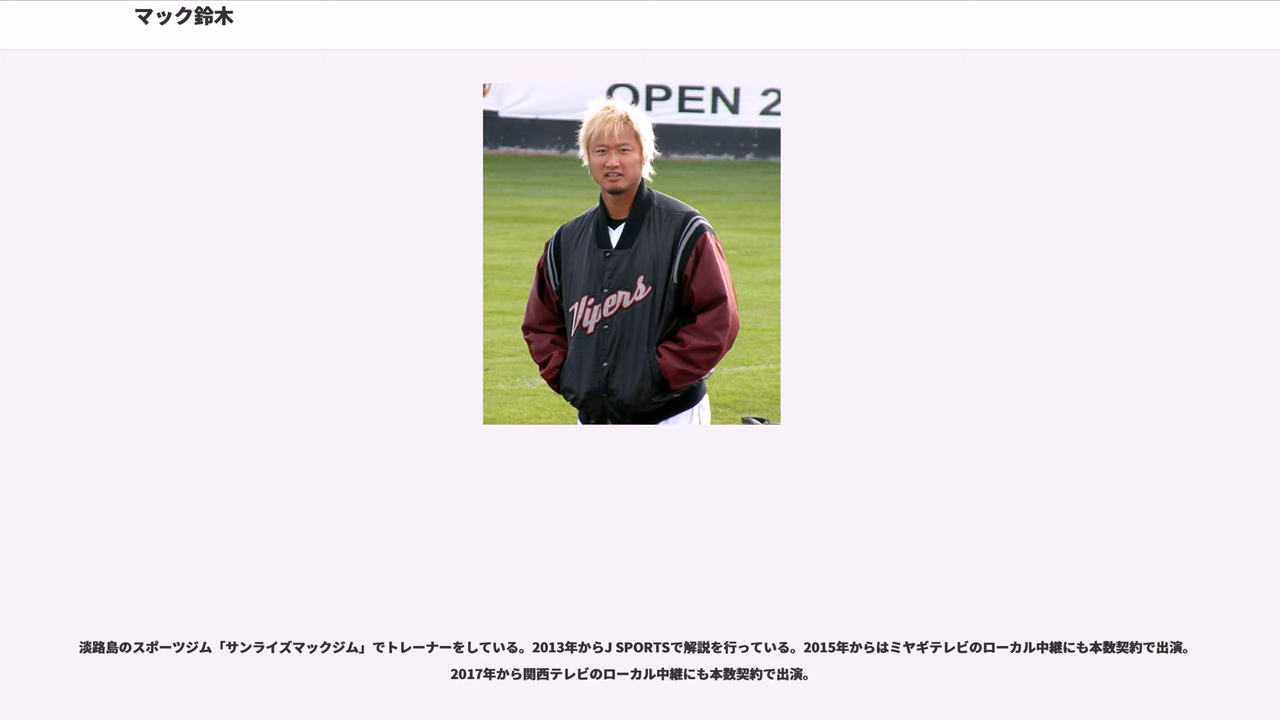 マック鈴木
OPEN 2
Vipers
淡路島のスポーツジム「サンライズマックジム」でトレーナーをしている。2013年からJ SPORTSで解説を行っている。2015年からはミヤギテレビのローカル中継にも本数契約で出演。
2017年から関西テレビのローカル中継にも本数契約で出演。